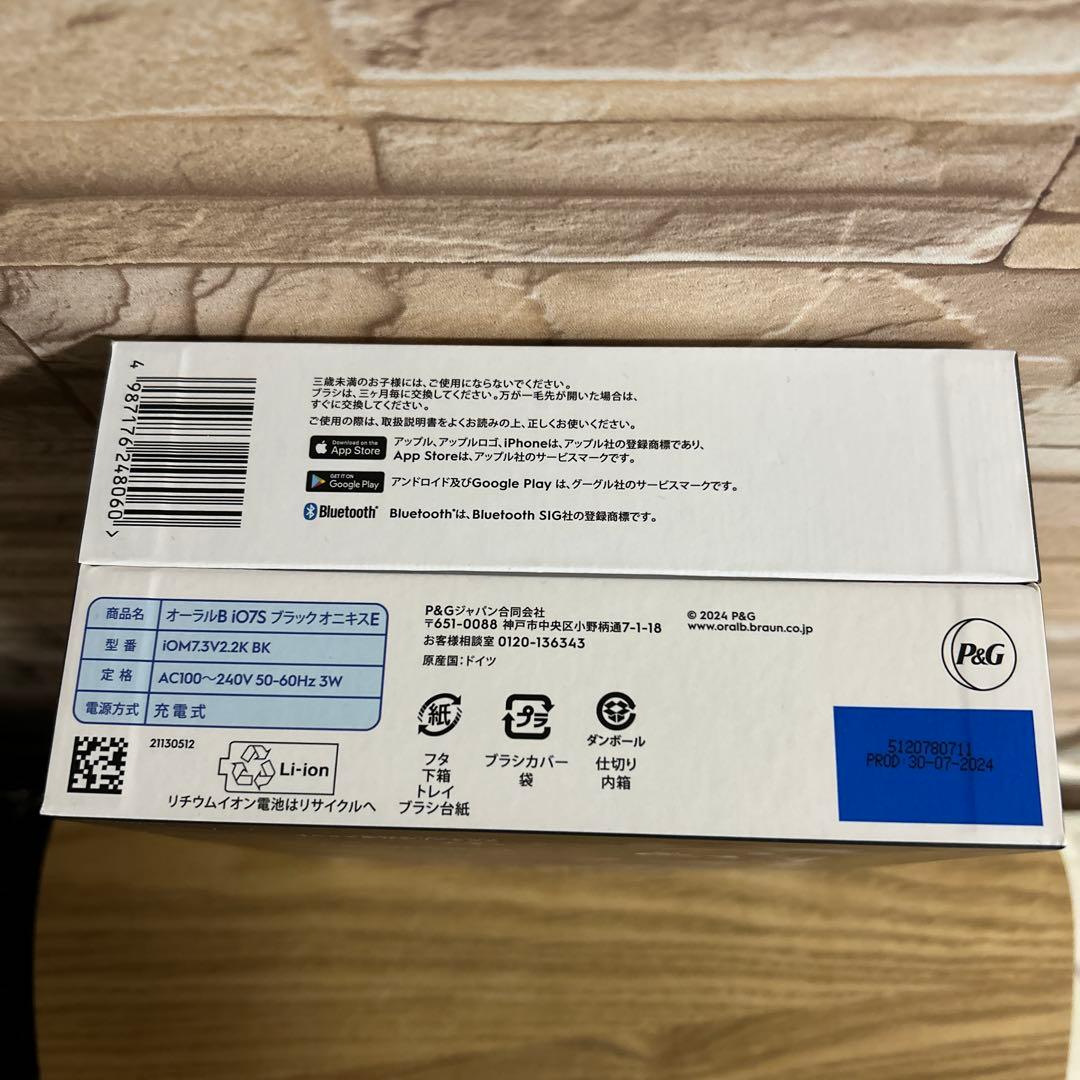 4 987176 248060 >
三歳未満のお子様には、ご使用にならないでください。
ブラシは、三ヶ月毎に交換してください。万が一毛先が開いた場合は、
すぐに交換してください。
ご使用の際は、取扱説明書をよくお読みの上、正しくお使いください。
Download on the
App Store
アップル、アップルロゴ、iPhoneは、アップル社の登録商標であり、
App Storeは、アップル社のサービスマークです。
GET IT ON
Google Play
アンドロイド及びGoogle Play は、グーグル社のサービスマークです。
Bluetooth®
Bluetooth®は、Bluetooth SIG社の登録商標です。
商品名 オーラルB iO7S ブラックオニキスE
型番 iOM7.3V2.2K BK
定格 AC100〜240V 50-60Hz 3W
電源方式 充電式
21130512
Li-ion
リチウムイオン電池はリサイクルへ
P&Gジャパン合同会社
〒651-0088 神戸市中央区小野柄通7-1-18
お客様相談室 0120-136343
原産国：ドイツ
紙
フタ
下箱
トレイ
ブラシ台紙
プラ
ブラシカバー
袋
ダンボール
仕切り
内箱
© 2024 P&G
www.oralb.braun.co.jp
P&G
5120780711
PROD:30-07-2024